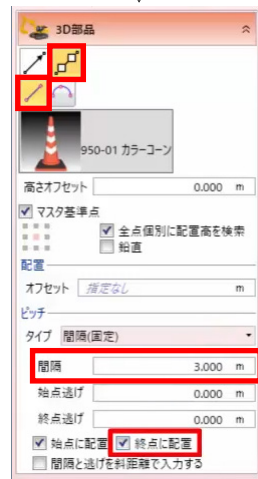 3D部品
950-01 カラーコーン
高さオフセット 0.000 m
マスタ基準点
全点個別に配置高を検索
鉛直
配置
オフセット 指定なし m
ピッチ
タイプ 間隔(固定)
間隔 3.000 m
始点逃げ 0.000 m
終点逃げ 0.000 m
始点に配置 終点に配置
間隔と逃げを斜距離で入力する